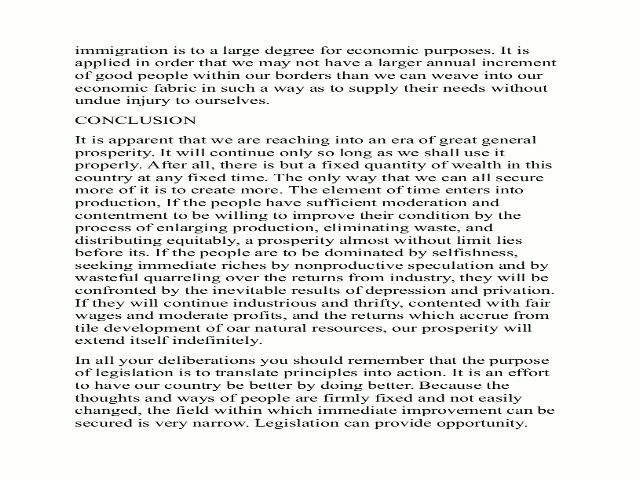 immigration is to a large degree for economic purposes. It is
applied in order that we may not have a larger annual increment
of good people within our borders than we can weave into our
economic fabric in such a way as to supply their needs without
undue injury to ourselves.
CONCLUSION
It is apparent that we are reaching into an era of great general
prosperity. It will continue only so long as we shall use it
properly. After all, there is but a fixed quantity of wealth in this
country at any fixed time. The only way that we can all secure
more of it is to create more. The element of time enters into
production, If the people have sufficient moderation and
contentment to be willing to improve their condition by the
process of enlarging production, eliminating waste, and
distributing equitably, a prosperity almost without limit lies
before its. If the people are to be dominated by selfishness,
seeking immediate riches by nonproductive speculation and by
wasteful quarreling over the returns from industry, they will be
confronted by the inevitable results of depression and privation.
If they will continue industrious and thrifty, contented with fair
wages and moderate profits, and the returns which accrue from
tile development of oar natural resources, our prosperity will
extend itself indefinitely.
In all your deliberations you should remember that the purpose
of legislation is to translate principles into action. It is an effort
to have our country be better by doing better. Because the
thoughts and ways of people are firmly fixed and not easily
changed, the field within which immediate improvement can be
secured is very narrow. Legislation can provide opportunity.